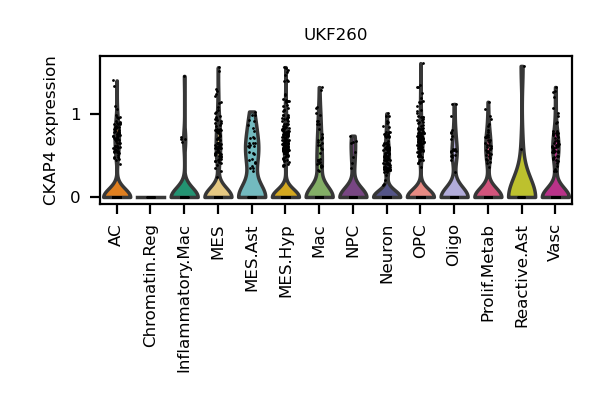 UKF260
CKAP4 expression
1
0
AC
Chromatin.Reg
Inflammatory.Mac
MES
MES.Ast
MES.Hyp
Mac
NPC
Neuron
OPC
Oligo
Prolif.Metab
Reactive.Ast
Vasc